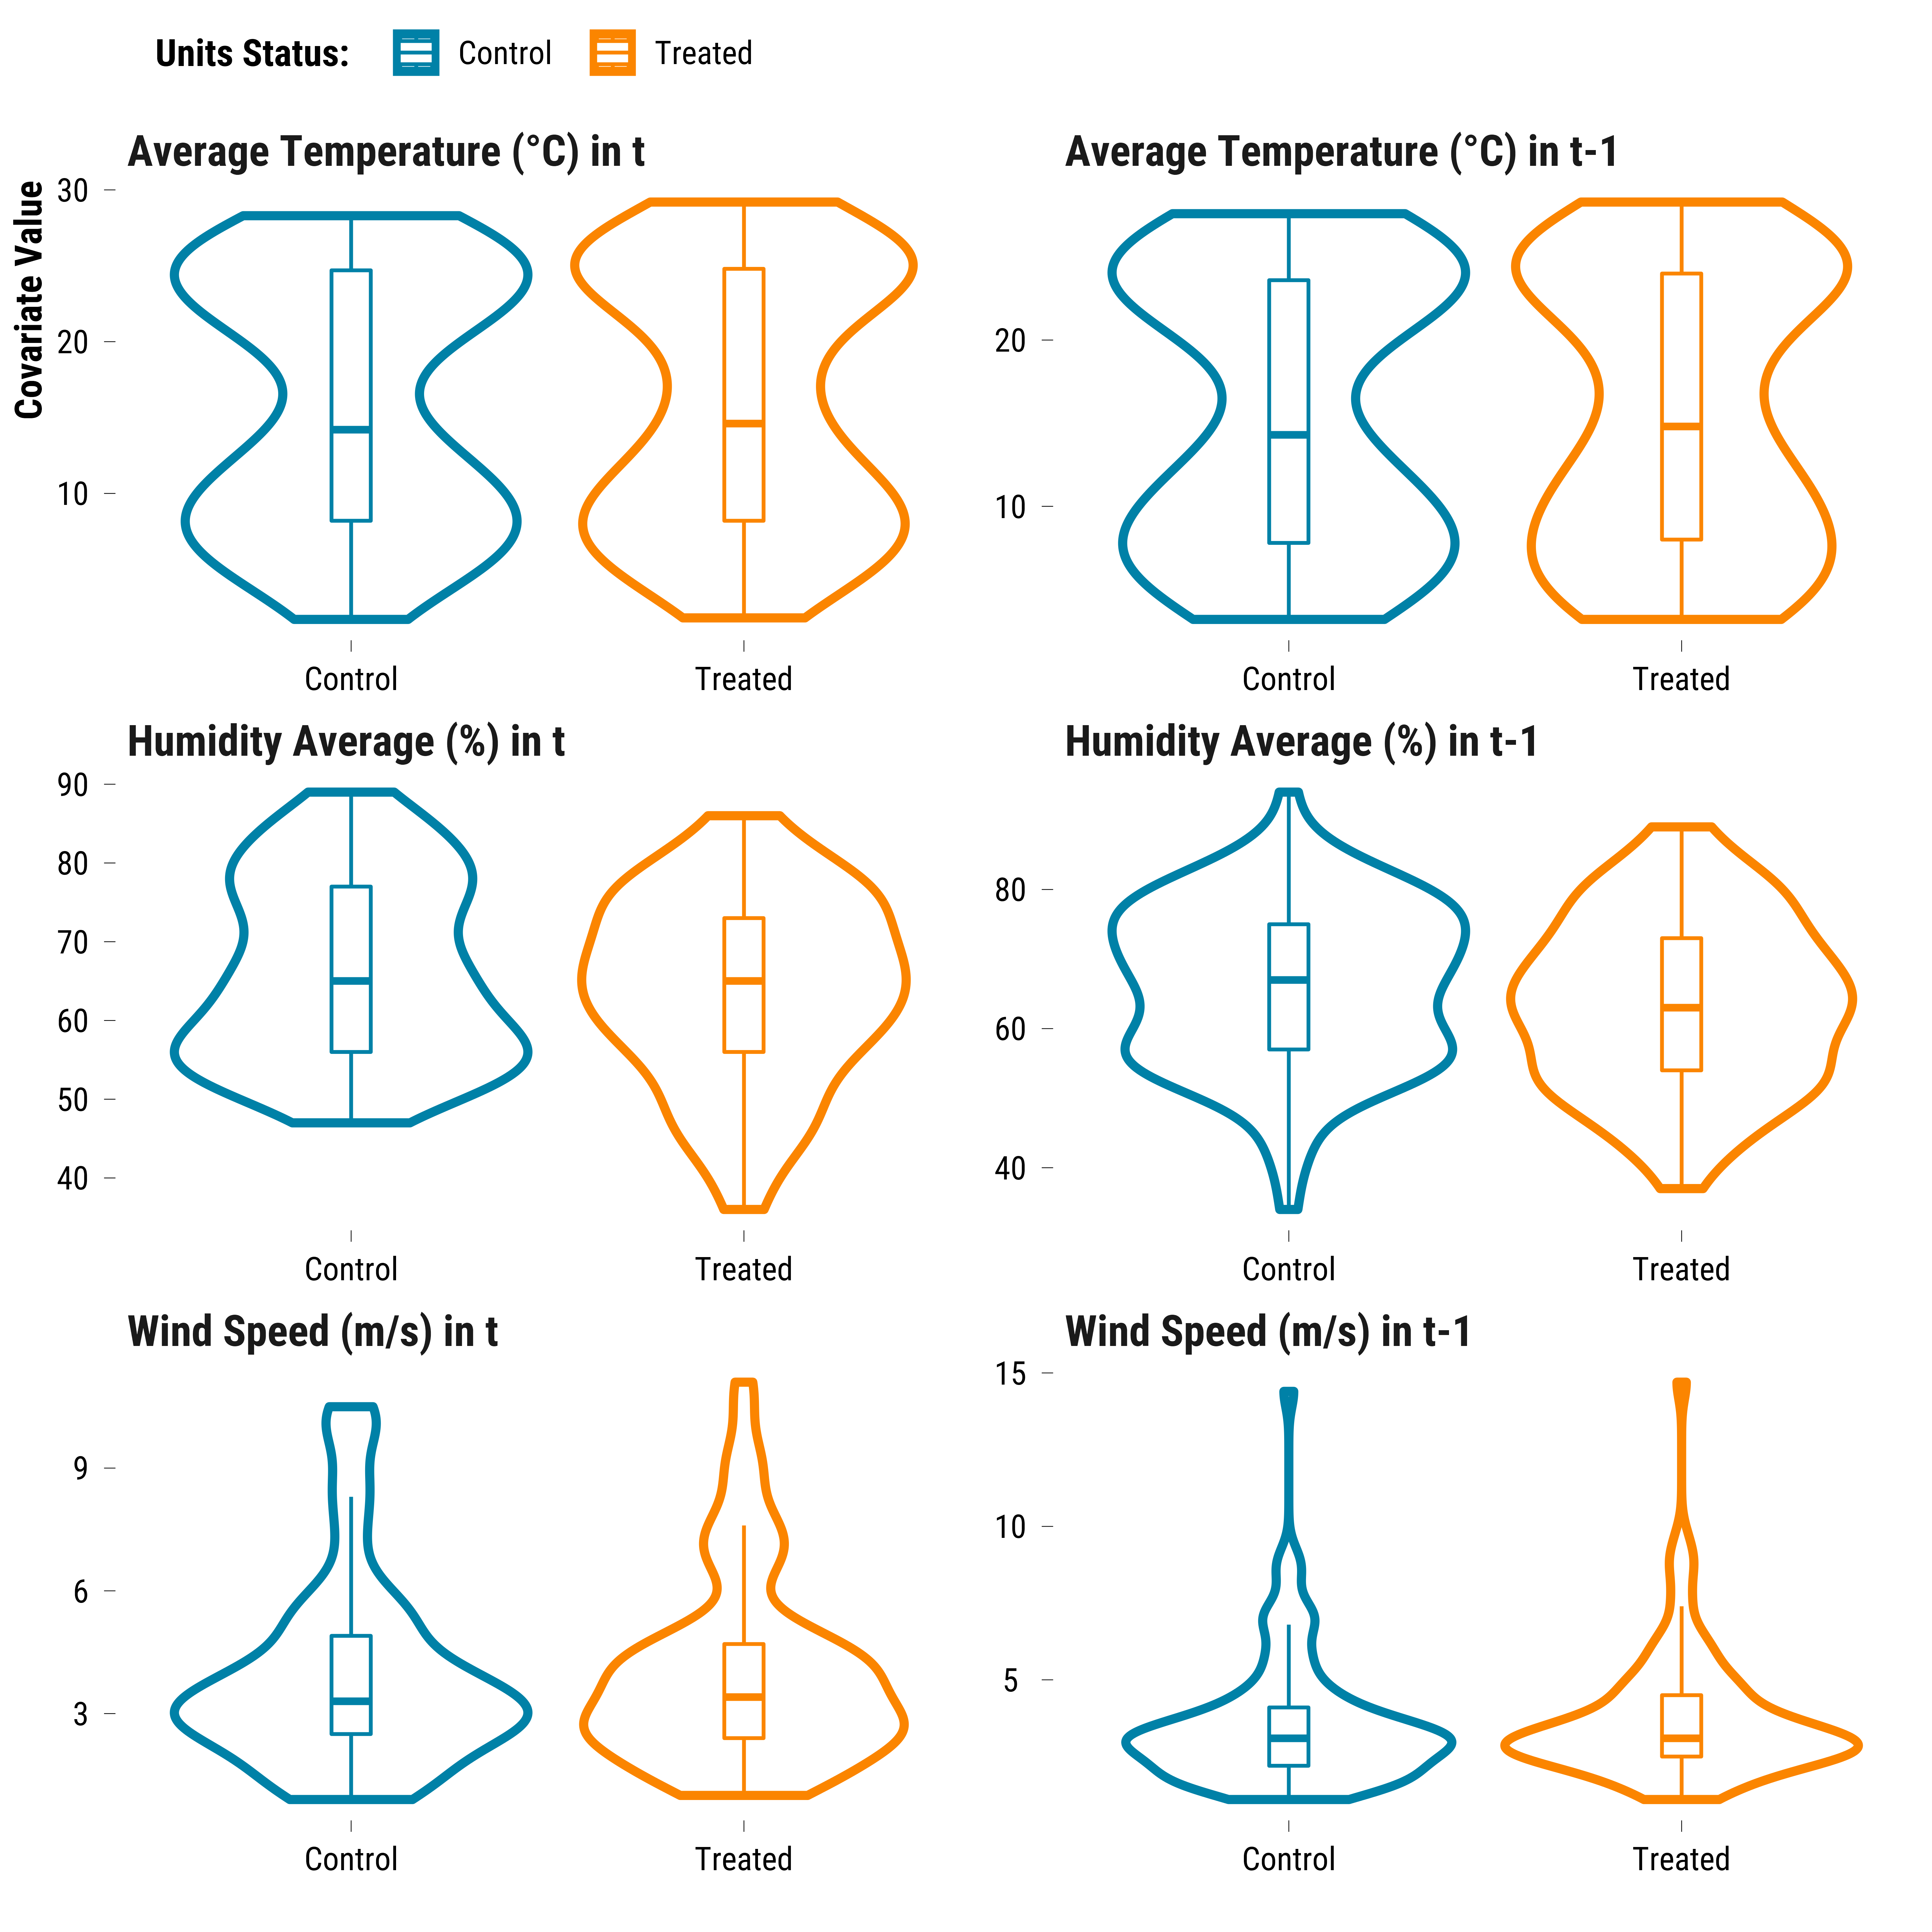 Units Status: Control Treated
Average Temperature (°C) in t
Average Temperature (°C) in t-1
Covariate Value
30
20
10
20
10
Control Treated
Control Treated
Humidity Average (%) in t
Humidity Average (%) in t-1
90
80
70
60
50
40
80
60
40
Control Treated
Control Treated
Wind Speed (m/s) in t
Wind Speed (m/s) in t-1
9
6
3
15
10
5
Control Treated
Control Treated